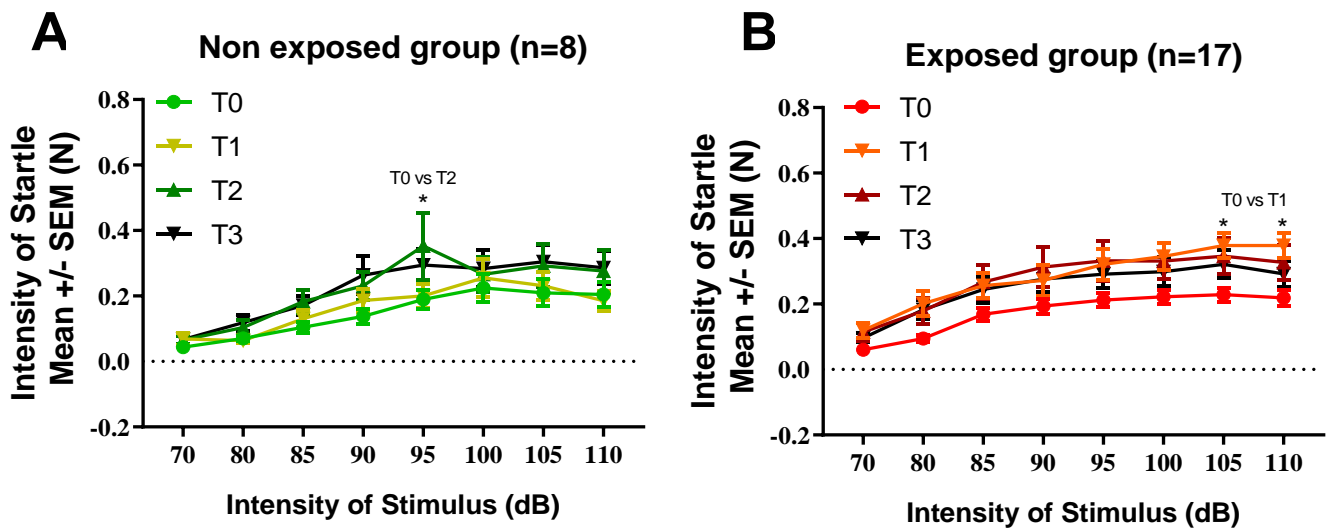 A
Non exposed group (n=8)
Intensity of Startle
Mean +/- SEM (N)
0.8
0.6
0.4
0.2
0.0
-0.2
T0
T1
T2
T3
T0 vs T2
*
70 80 85 90 95 100 105 110
Intensity of Stimulus (dB)
B
Exposed group (n=17)
Intensity of Startle
Mean +/- SEM (N)
0.8
0.6
0.4
0.2
0.0
-0.2
T0
T1
T2
T3
T0 vs T1
* *
70 80 85 90 95 100 105 110
Intensity of Stimulus (dB)